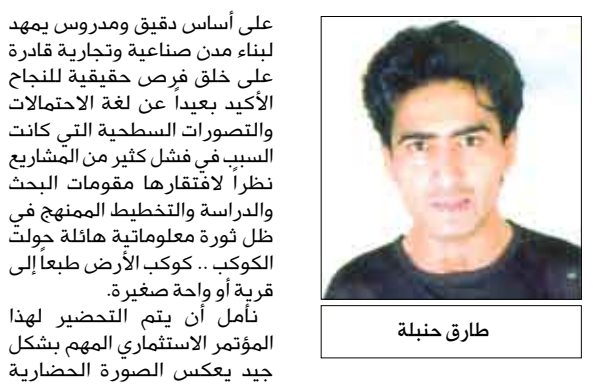 على أساس دقيق ومدروس يمهد
لبناء مدن صناعية وتجارية قادرة
على خلق فرص حقيقية للنجاح
الأكيد بعيداً عن لغة الاحتمالات
والتصورات السطحية التي كانت
السبب في فشل كثير من المشاريع
نظراً لافتقارها مقومات البحث
والدراسة والتخطيط الممنهج في
ظل ثورة معلوماتية هائلة حولت
الكوكب .. كوكب الأرض طبعاً إلى
قرية أو واحة صغيرة.
نأمل أن يتم التحضير لهذا
المؤتمر الاستثماري المهم بشكل
جيد يعكس الصورة الحضارية
طارق حنبلة